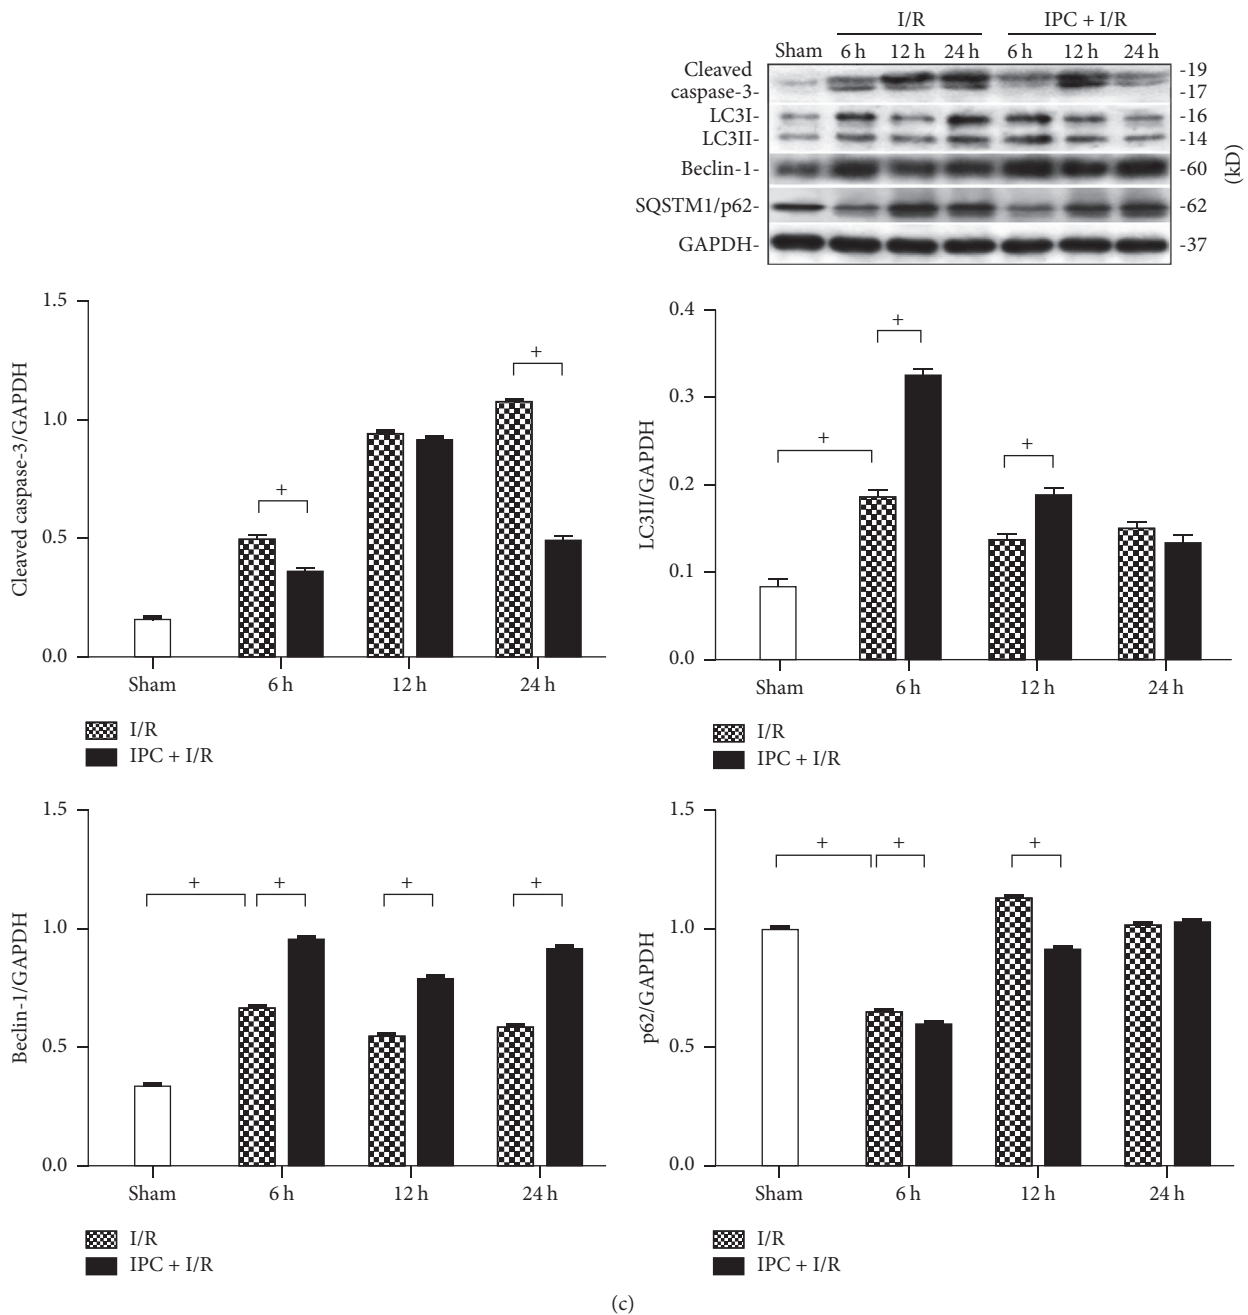 I/R IPC + I/R
Sham 6 h 12 h 24 h 6 h 12 h 24 h
Cleaved
caspase-3-
-19
-17
LC3I- -16
LC3II- -14
Beclin-1- -60
SQSTM1/p62- -62
GAPDH- -37
(kD)
Cleaved caspase-3/GAPDH
1.5
1.0
0.5
0.0
+
+
Sham 6 h 12 h 24 h
I/R
IPC + I/R
LC3II/GAPDH
0.4
0.3
0.2
0.1
0.0
+
+
+
Sham 6 h 12 h 24 h
I/R
IPC + I/R
Beclin-1/GAPDH
1.5
1.0
0.5
0.0
+ + + +
Sham 6 h 12 h 24 h
I/R
IPC + I/R
p62/GAPDH
1.5
1.0
0.5
0.0
+ + +
Sham 6 h 12 h 24 h
I/R
IPC + I/R
(c)